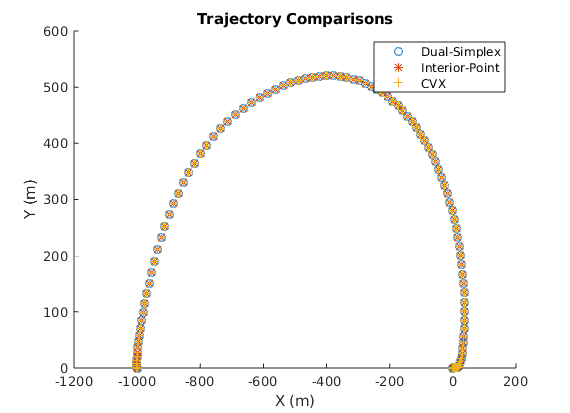 Trajectory Comparisons
600
500
400
300
200
100
0
Y (m)
Dual-Simplex
Interior-Point
CVX
-1200 -1000 -800 -600 -400 -200 0 200
X (m)